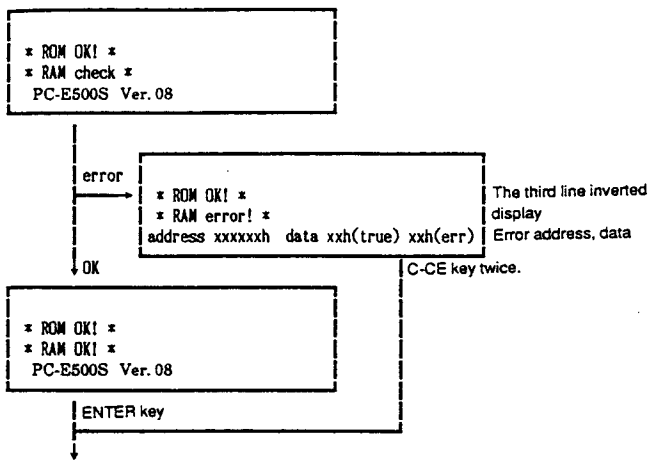 * ROM OK! *
* RAM check *
PC-E500S Ver. 08
error
* ROM OK! *
* RAM error! *
address xxxxxxh data xxh(true) xxh(err)
The third line inverted
display
Error address, data
OK
C-CE key twice.
* ROM OK! *
* RAM OK! *
PC-E500S Ver. 08
ENTER key